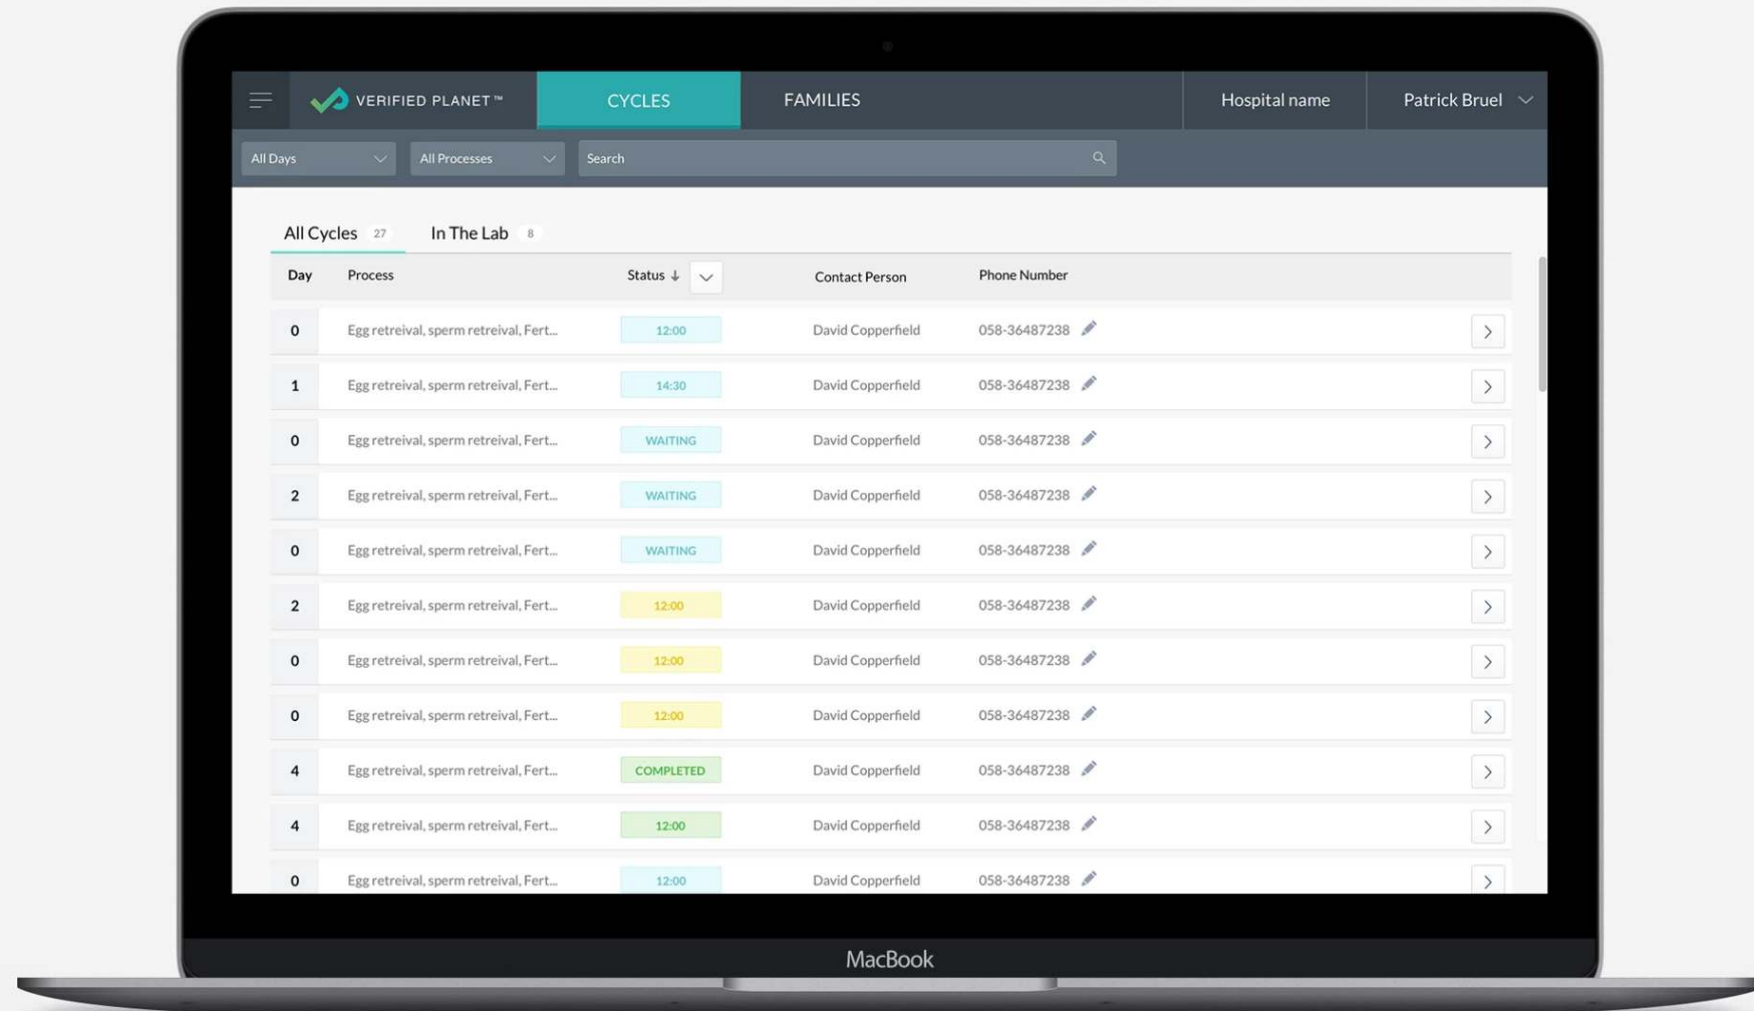 VERIFIED PLANET™ CYCLES FAMILIES Hospital name Patrick Bruel
All Days All Processes Search
All Cycles 27 In The Lab 8
Day Process Status ↓ Contact Person Phone Number
0 Egg retreival, sperm retreival, Fert... 12:00 David Copperfield 058-36487238
1 Egg retreival, sperm retreival, Fert... 14:30 David Copperfield 058-36487238
0 Egg retreival, sperm retreival, Fert... WAITING David Copperfield 058-36487238
2 Egg retreival, sperm retreival, Fert... WAITING David Copperfield 058-36487238
0 Egg retreival, sperm retreival, Fert... WAITING David Copperfield 058-36487238
2 Egg retreival, sperm retreival, Fert... 12:00 David Copperfield 058-36487238
0 Egg retreival, sperm retreival, Fert... 12:00 David Copperfield 058-36487238
0 Egg retreival, sperm retreival, Fert... 12:00 David Copperfield 058-36487238
4 Egg retreival, sperm retreival, Fert... COMPLETED David Copperfield 058-36487238
4 Egg retreival, sperm retreival, Fert... 12:00 David Copperfield 058-36487238
0 Egg retreival, sperm retreival, Fert... 12:00 David Copperfield 058-36487238
MacBook